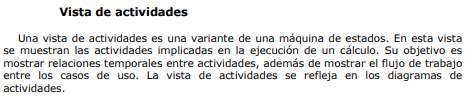 Vista de actividades
Una vista de actividades es una variante de una máquina de estados. En esta vista
se muestran las actividades implicadas en la ejecución de un cálculo. Su objetivo es
mostrar relaciones temporales entre actividades, además de mostrar el flujo de trabajo
entre los casos de uso. La vista de actividades se refleja en los diagramas de
actividades.